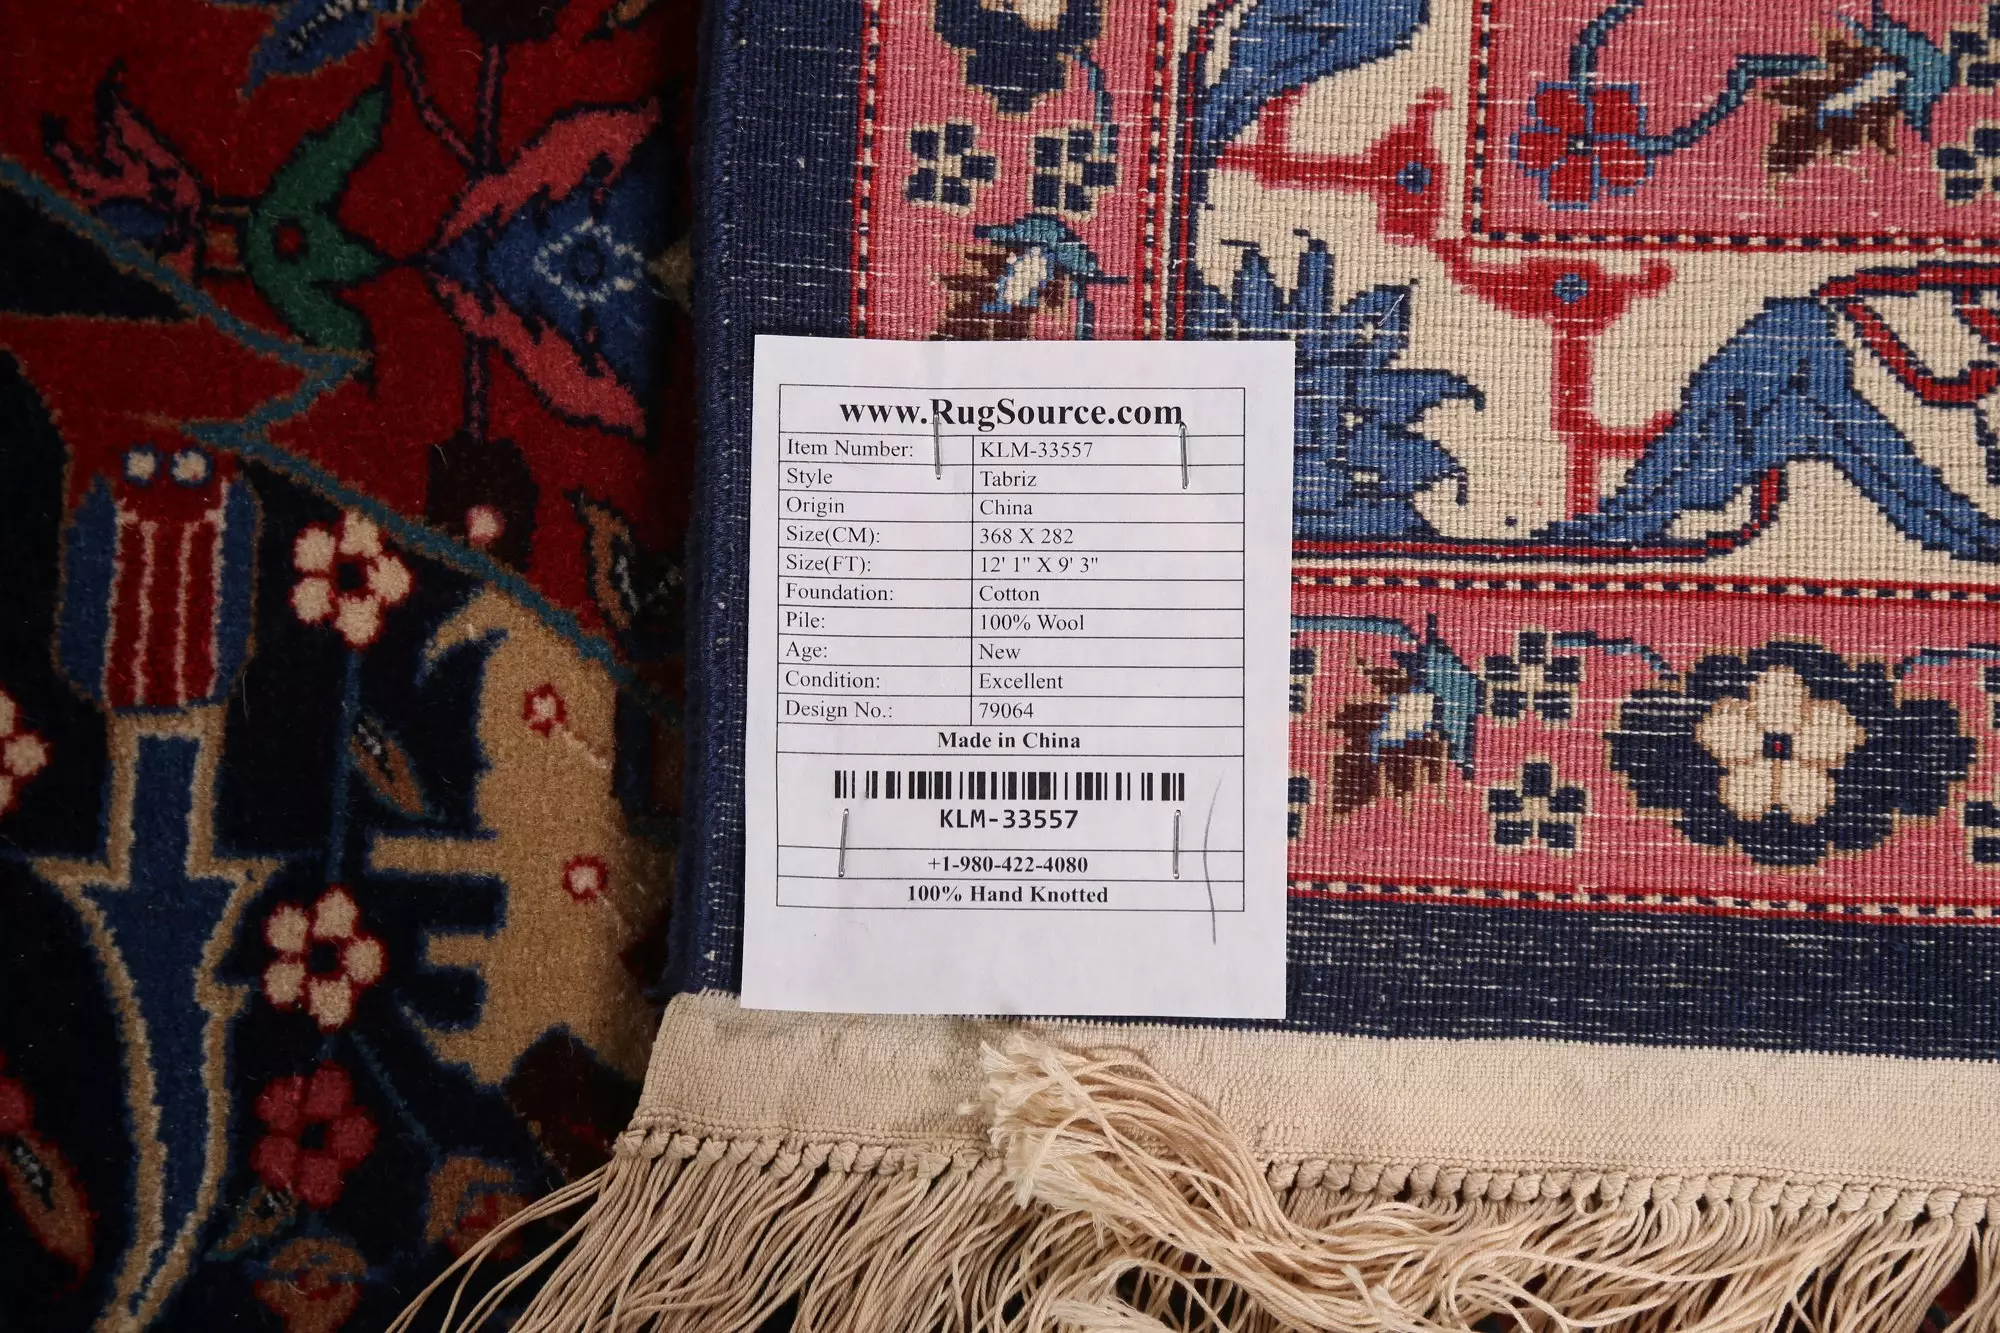 www.RugSource.com
Item Number: KLM-33557
Style Tabriz
Origin China
Size(CM): 368 X 282
Size(FT): 12' 1" X 9' 3"
Foundation: Cotton
Pile: 100% Wool
Age: New
Condition: Excellent
Design No.: 79064
Made in China
KLM-33557
+1-980-422-4080
100% Hand Knotted